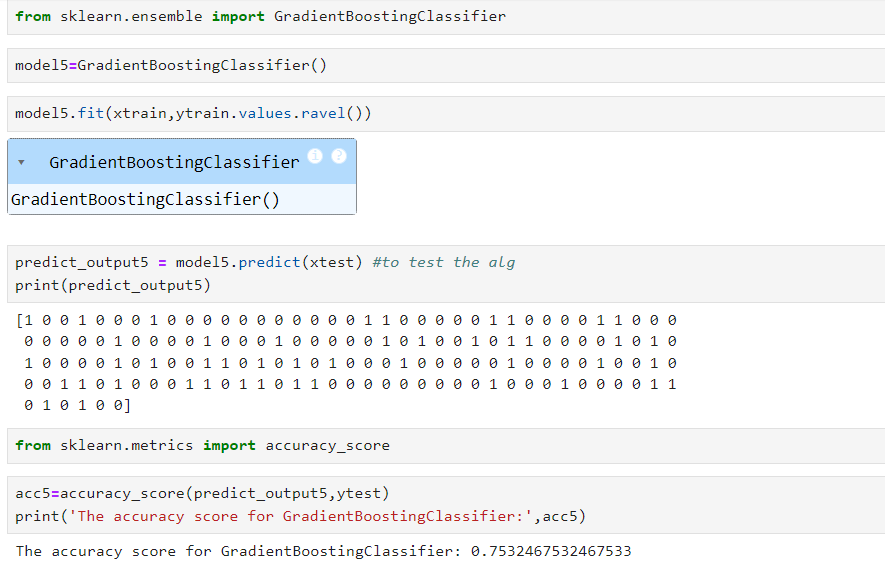 from sklearn.ensemble import GradientBoostingClassifier
model5=GradientBoostingClassifier()
model5.fit(xtrain,ytrain.values.ravel())
▾ GradientBoostingClassifier i ?
GradientBoostingClassifier()
predict_output5 = model5.predict(xtest) #to test the alg
print(predict_output5)
[1 0 0 1 0 0 0 1 0 0 0 0 0 0 0 0 0 0 0 1 1 0 0 0 0 0 1 1 0 0 0 0 1 1 0 0 0
0 0 0 0 0 1 0 0 0 0 1 0 0 0 1 0 0 0 0 0 1 0 1 0 0 1 0 1 1 0 0 0 0 1 0 1 0
1 0 0 0 0 1 0 1 0 0 1 1 0 1 0 1 0 1 0 0 0 1 0 0 0 0 0 1 0 0 0 0 1 0 0 1 0
0 0 1 1 0 1 0 0 0 1 1 0 1 1 0 1 1 0 0 0 0 0 0 0 0 0 1 0 0 0 1 0 0 0 0 1 1
0 1 0 1 0 0]
from sklearn.metrics import accuracy_score
acc5=accuracy_score(predict_output5,ytest)
print('The accuracy score for GradientBoostingClassifier:',acc5)
The accuracy score for GradientBoostingClassifier: 0.7532467532467533